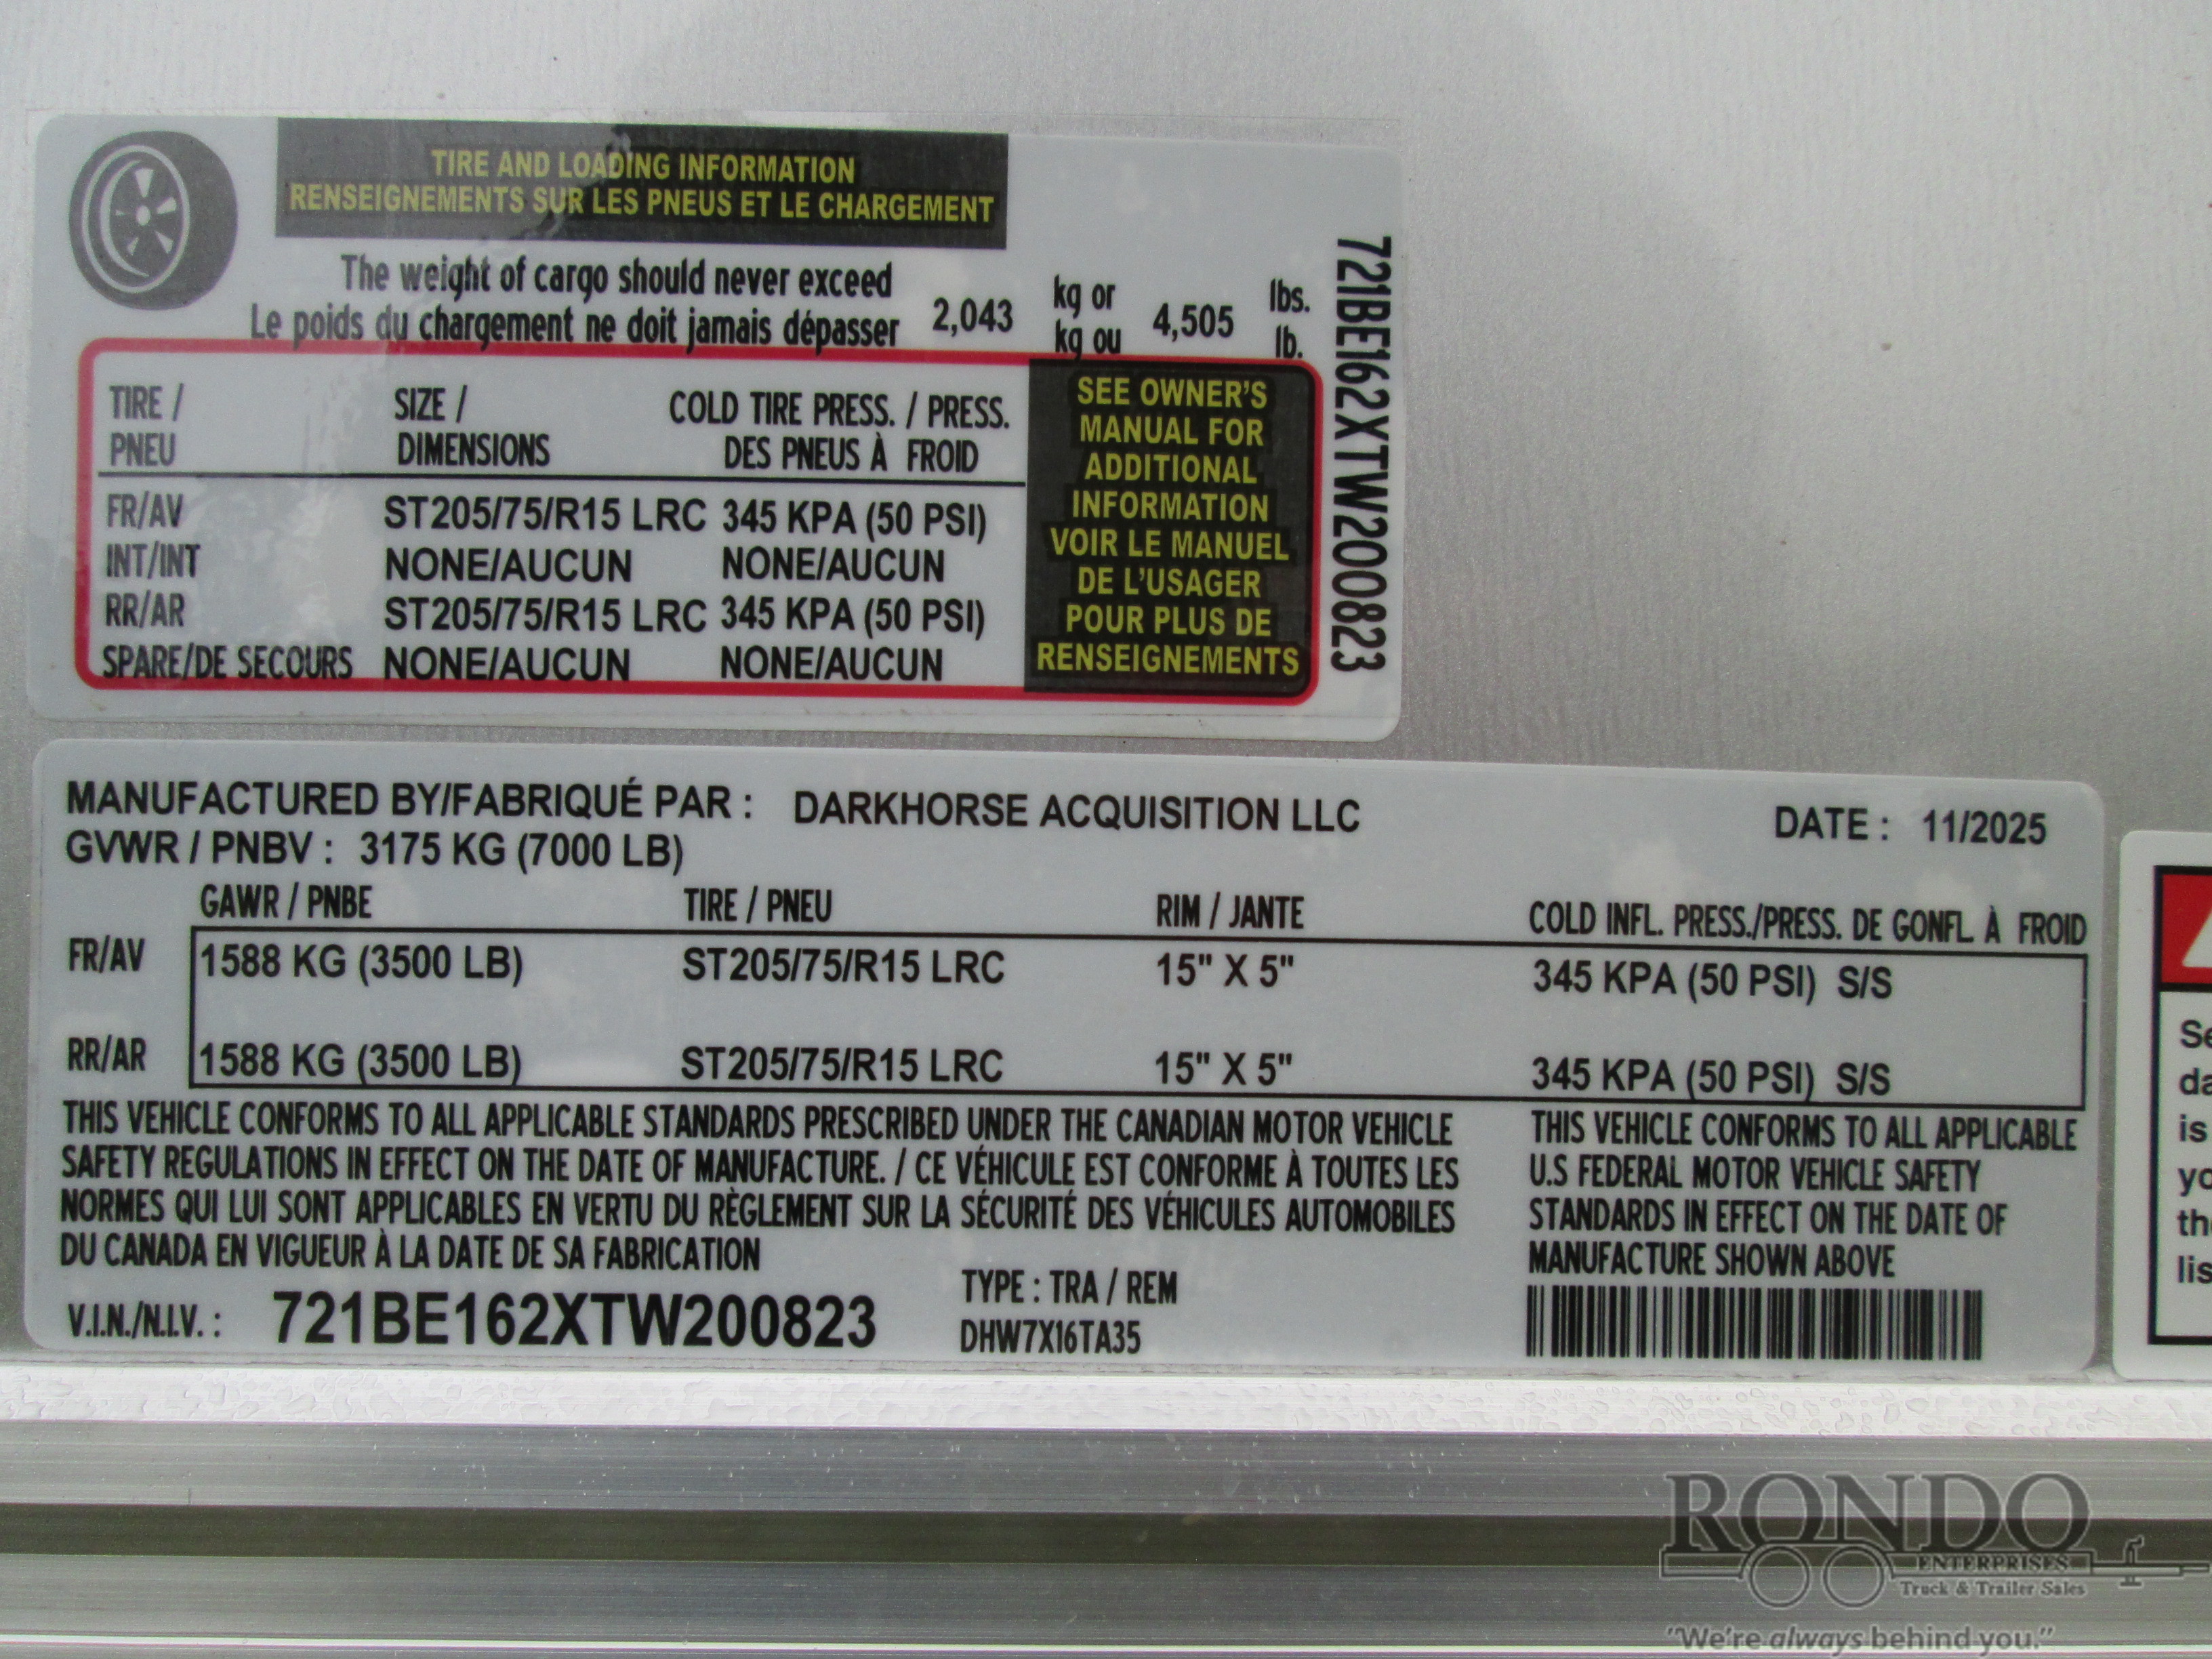 TIRE AND LOADING INFORMATION
RENSEIGNEMENTS SUR LES PNEUS ET LE CHARGEMENT
The weight of cargo should never exceed
Le poids du chargement ne doit jamais dépasser
2,043
kg or
kg ou
4,505
lbs.
lb.
721BE162XTW200823
TIRE / SIZE / COLD TIRE PRESS. / PRESS.
PNEU DIMENSIONS DES PNEUS À FROID
FR/AV ST205/75/R15 LRC 345 KPA (50 PSI)
INT/INT NONE/AUCUN NONE/AUCUN
RR/AR ST205/75/R15 LRC 345 KPA (50 PSI)
SPARE/DE SECOURS NONE/AUCUN NONE/AUCUN
SEE OWNER'S
MANUAL FOR
ADDITIONAL
INFORMATION
VOIR LE MANUEL
DE L'USAGER
POUR PLUS DE
RENSEIGNEMENTS
MANUFACTURED BY/FABRIQUÉ PAR : DARKHORSE ACQUISITION LLC DATE : 11/2025
GVWR / PNBV : 3175 KG (7000 LB)
GAWR / PNBE TIRE / PNEU RIM / JANTE COLD INFL. PRESS./PRESS. DE GONFL. À FROID
FR/AV 1588 KG (3500 LB) ST205/75/R15 LRC 15" X 5" 345 KPA (50 PSI) S/S
RR/AR 1588 KG (3500 LB) ST205/75/R15 LRC 15" X 5" 345 KPA (50 PSI) S/S
THIS VEHICLE CONFORMS TO ALL APPLICABLE STANDARDS PRESCRIBED UNDER THE CANADIAN MOTOR VEHICLE
SAFETY REGULATIONS IN EFFECT ON THE DATE OF MANUFACTURE. / CE VÉHICULE EST CONFORME À TOUTES LES
NORMES QUI LUI SONT APPLICABLES EN VERTU DU RÈGLEMENT SUR LA SÉCURITÉ DES VÉHICULES AUTOMOBILES
DU CANADA EN VIGUEUR À LA DATE DE SA FABRICATION
THIS VEHICLE CONFORMS TO ALL APPLICABLE
U.S FEDERAL MOTOR VEHICLE SAFETY
STANDARDS IN EFFECT ON THE DATE OF
MANUFACTURE SHOWN ABOVE
V.I.N./N.I.V. : 721BE162XTW200823
TYPE : TRA / REM
DHW7X16TA35
is
RONDO
ENTERPRISES
Truck & Trailer Sales
"We're always behind you."